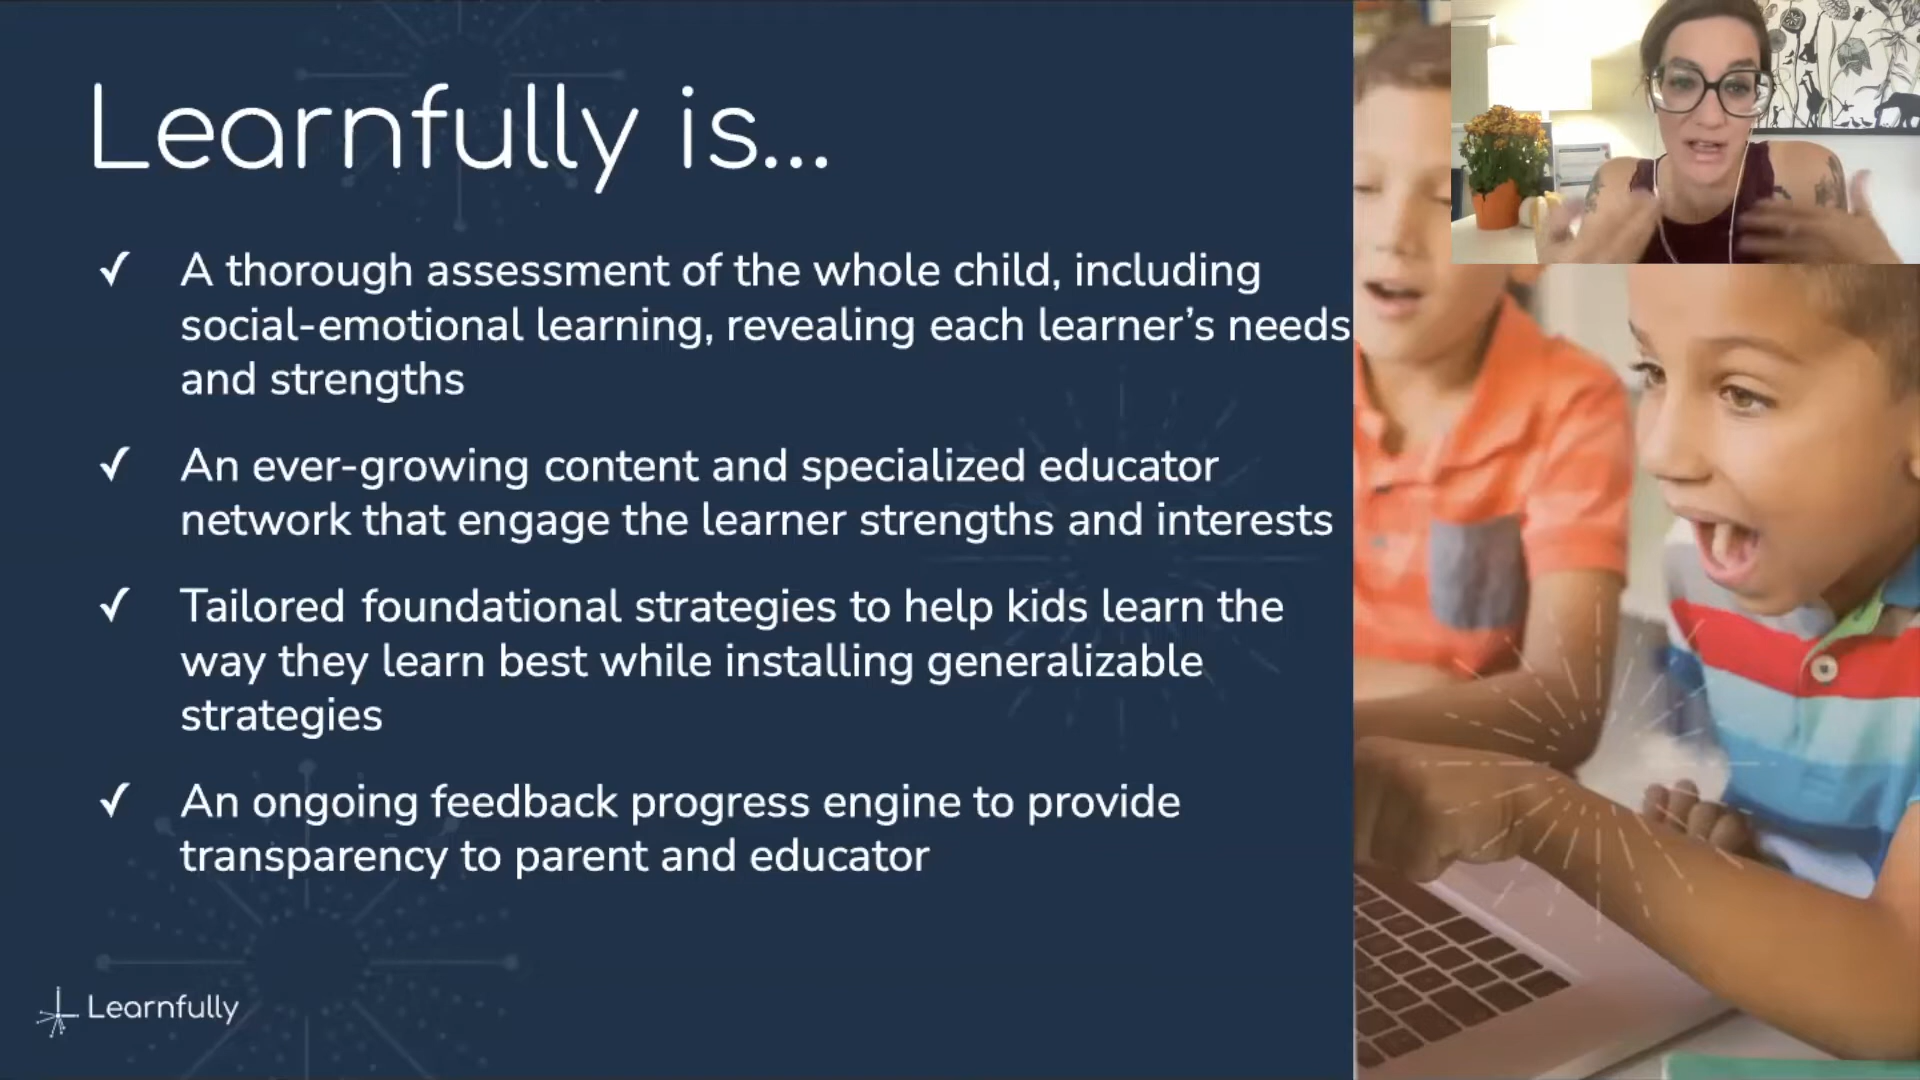 Learnfully is...
✓ A thorough assessment of the whole child, including
social-emotional learning, revealing each learner’s needs
and strengths
✓ An ever-growing content and specialized educator
network that engage the learner strengths and interests
✓ Tailored foundational strategies to help kids learn the
way they learn best while installing generalizable
strategies
✓ An ongoing feedback progress engine to provide
transparency to parent and educator
Learnfully